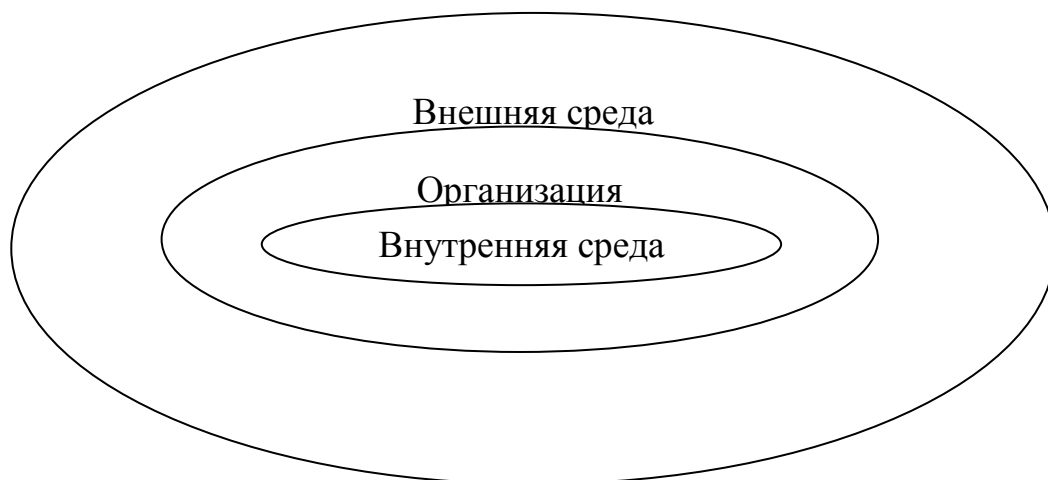 Внешняя среда
Организация
Внутренняя среда